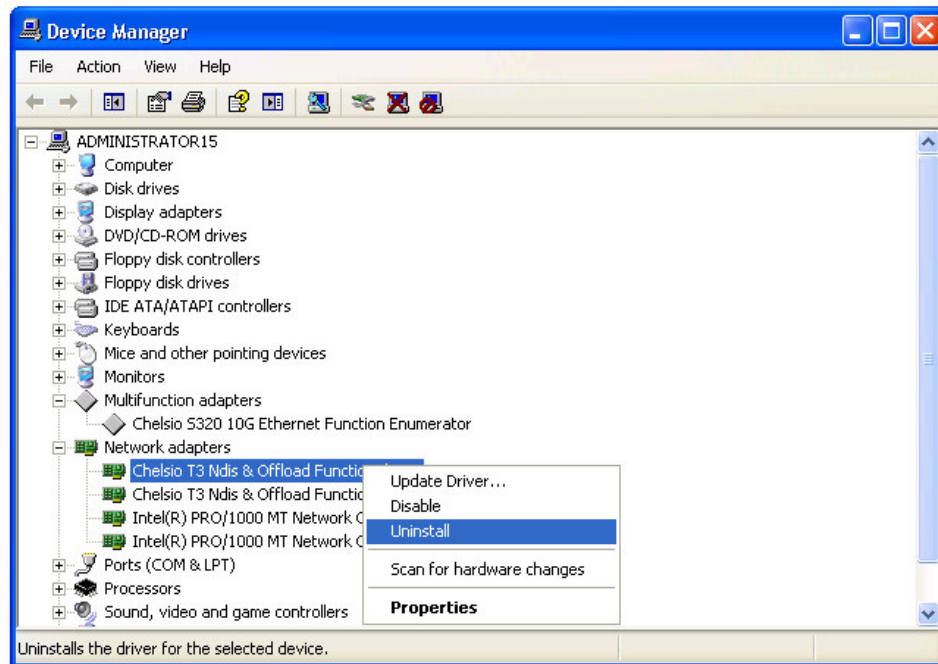 Device Manager
File Action View Help
ADMINISTRATOR15
Computer
Disk drives
Display adapters
DVD/CD-ROM drives
Floppy disk controllers
Floppy disk drives
IDE ATA/ATAPI controllers
Keyboards
Mice and other pointing devices
Monitors
Multifunction adapters
Chelsio S320 10G Ethernet Function Enumerator
Network adapters
Chelsio T3 Ndis & Offload
Chelsio T3 Ndis & Offload
Intel(R) PRO/1000 MT Network
Intel(R) PRO/1000 MT Network
Ports (COM & LPT)
Processors
Sound, video and game controllers
Update Driver...
Disable
Uninstall
Scan for hardware changes
Properties
Uninstalls the driver for the selected device.